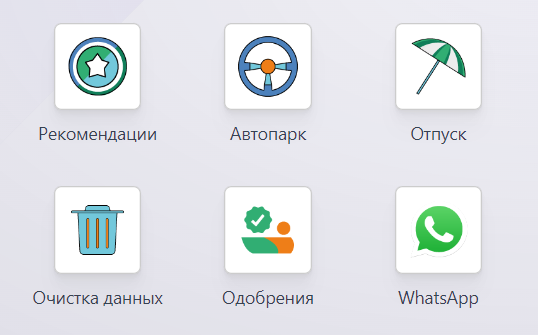 Рекомендации
Автопарк
Отпуск
Очистка данных
Одобрения
WhatsApp